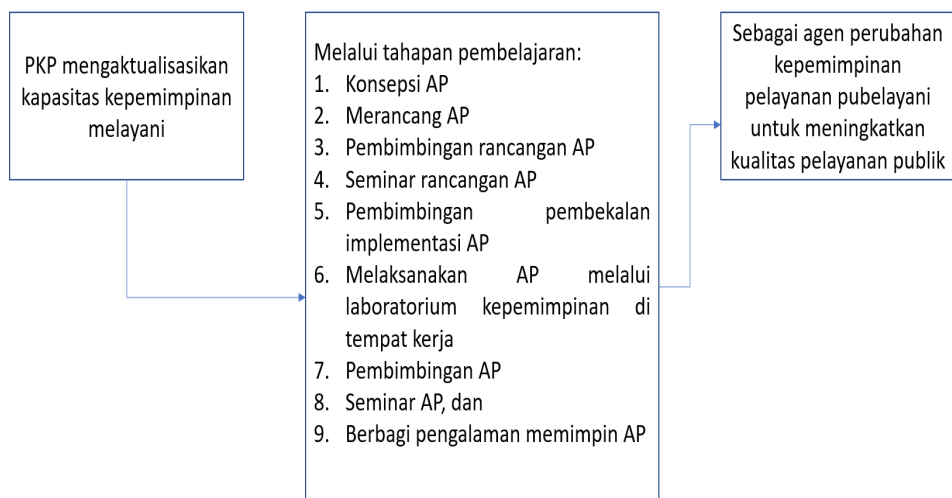 PKP mengaktualisasikan
kapasitas kepemimpinan
melayani
Melalui tahapan pembelajaran:
1. Konsepsi AP
2. Merancang AP
3. Pembimbingan rancangan AP
4. Seminar rancangan AP
5. Pembimbingan pembekalan
implementasi AP
6. Melaksanakan AP melalui
laboratorium kepemimpinan di
tempat kerja
7. Pembimbingan AP
8. Seminar AP, dan
9. Berbagi pengalaman memimpin AP
Sebagai agen perubahan
kepemimpinan
pelayanan pubelayani
untuk meningkatkan
kualitas pelayanan publik